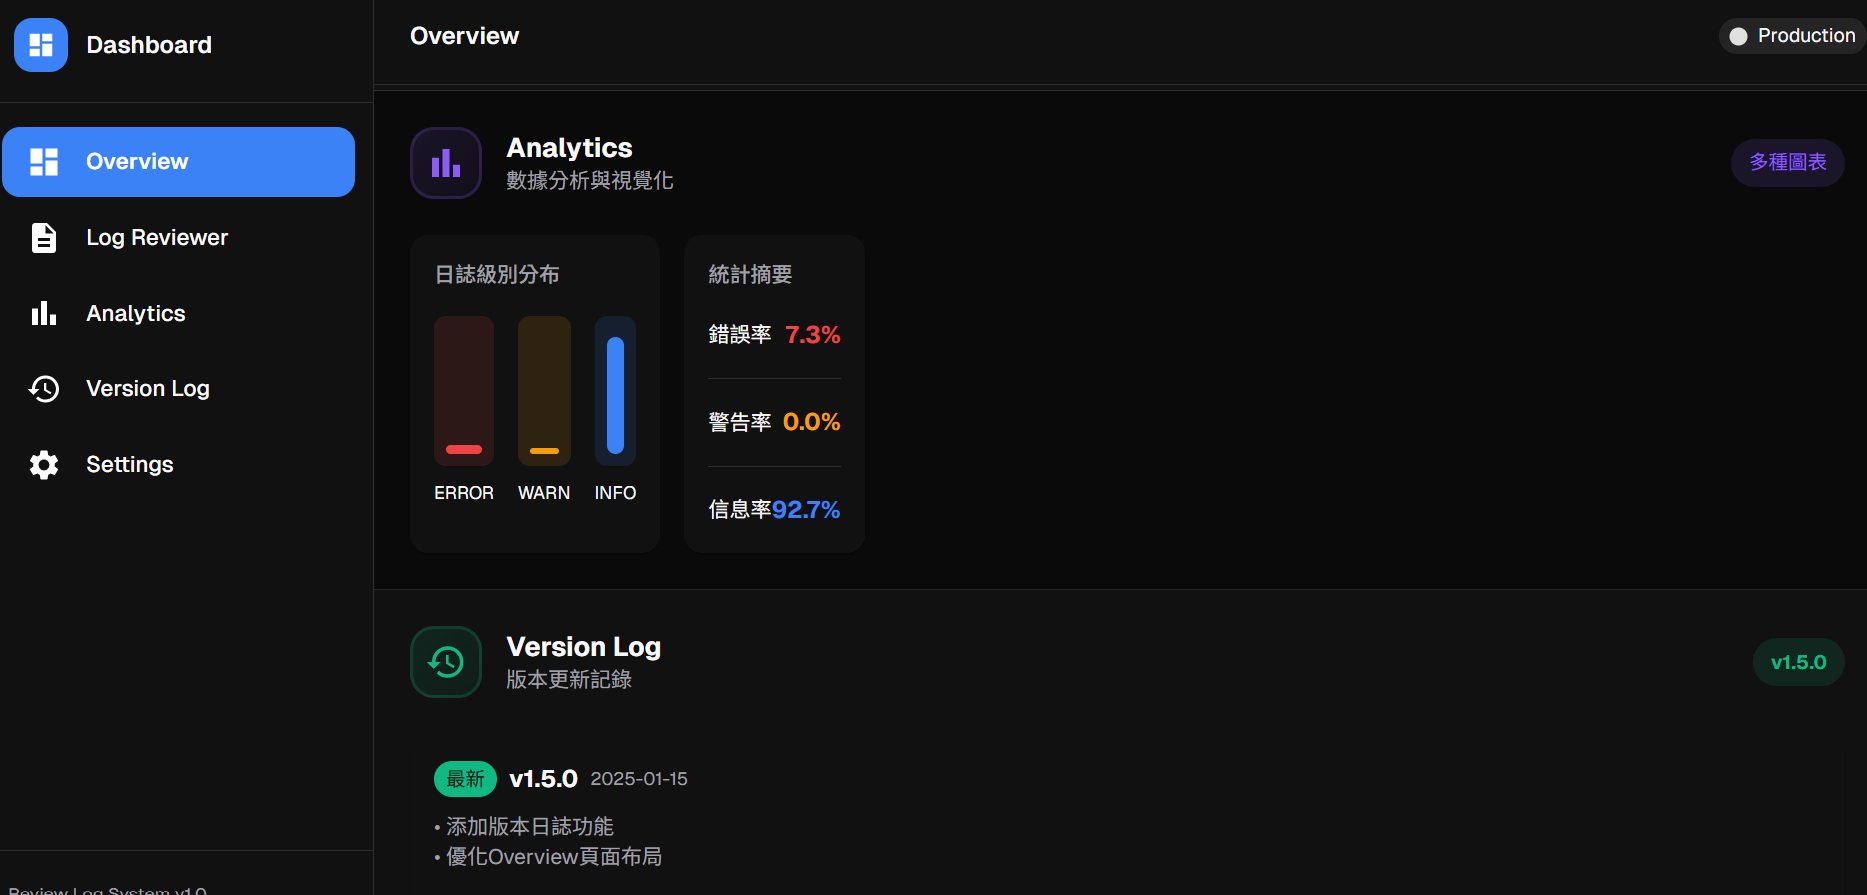 Dashboard
Overview
Log Reviewer
Analytics
Version Log
Settings
Review Log System v1.0
Overview
Production
Analytics
數據分析與視覺化
多種圖表
日誌級別分布
ERROR WARN INFO
統計摘要
錯誤率 7.3%
警告率 0.0%
信息率92.7%
Version Log
版本更新記錄
v1.5.0
最新 v1.5.0 2025-01-15
• 添加版本日誌功能
• 優化Overview頁面布局